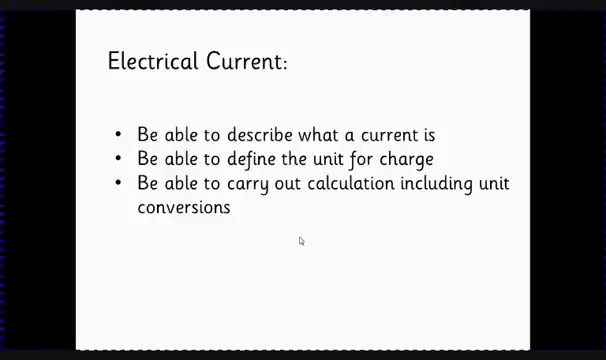 Electrical Current:
• Be able to describe what a current is
• Be able to define the unit for charge
• Be able to carry out calculation including unit
conversions